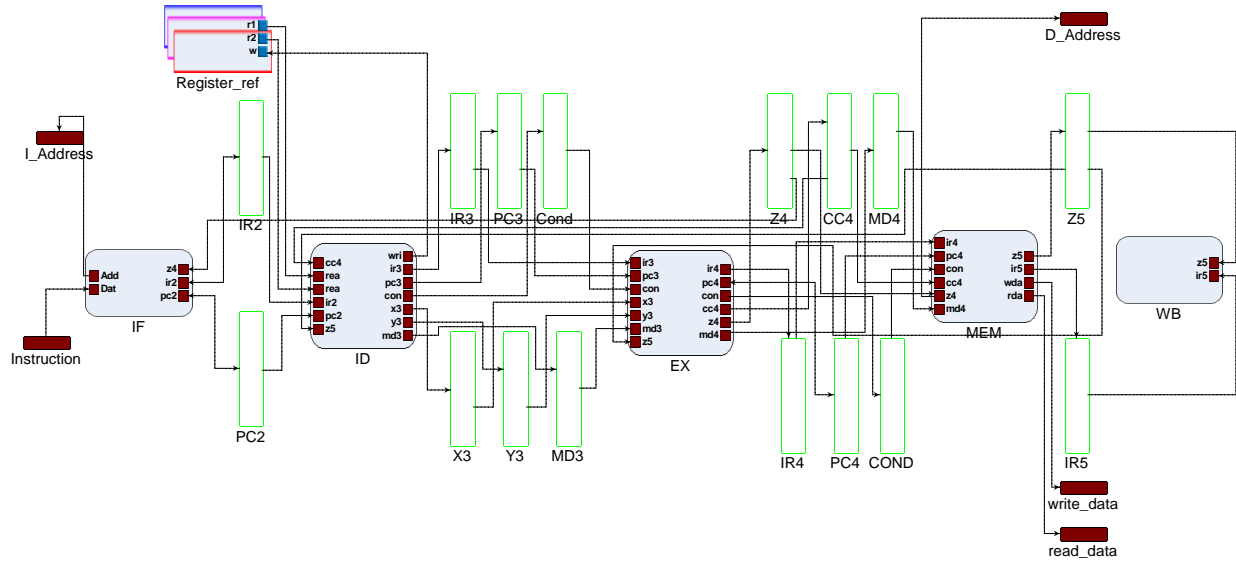 r1
r2
w
Register_ref
D_Address
I_Address
IR2
IR3
PC3
Cond
Z4
CC4
MD4
Z5
Add
Dat
z4
ir2
pc2
IF
Instruction
PC2
cc4
rea
rea
ir2
pc2
z5
wri
ir3
pc3
con
x3
y3
md3
ID
X3
Y3
MD3
ir3
pc3
con
x3
y3
md3
z5
ir4
pc4
con
cc4
z4
md4
EX
IR4
PC4
COND
ir4
pc4
con
cc4
z4
md4
z5
ir5
wda
rda
MEM
IR5
z5
ir5
WB
write_data
read_data